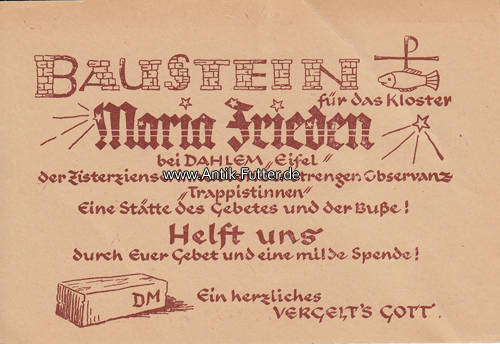 BAUSTEIN
für das Kloster
Maria Frieden
bei DAHLEM „Eifel"
der Zisterziens strengen Observanz
www.Antik-Futter.de
„Trappistinnen"
Eine Stätte des Gebetes und der Buße!
Helft uns
durch Euer Gebet und eine milde Spende!
DM
Ein herzliches
VERGELT'S GOTT.